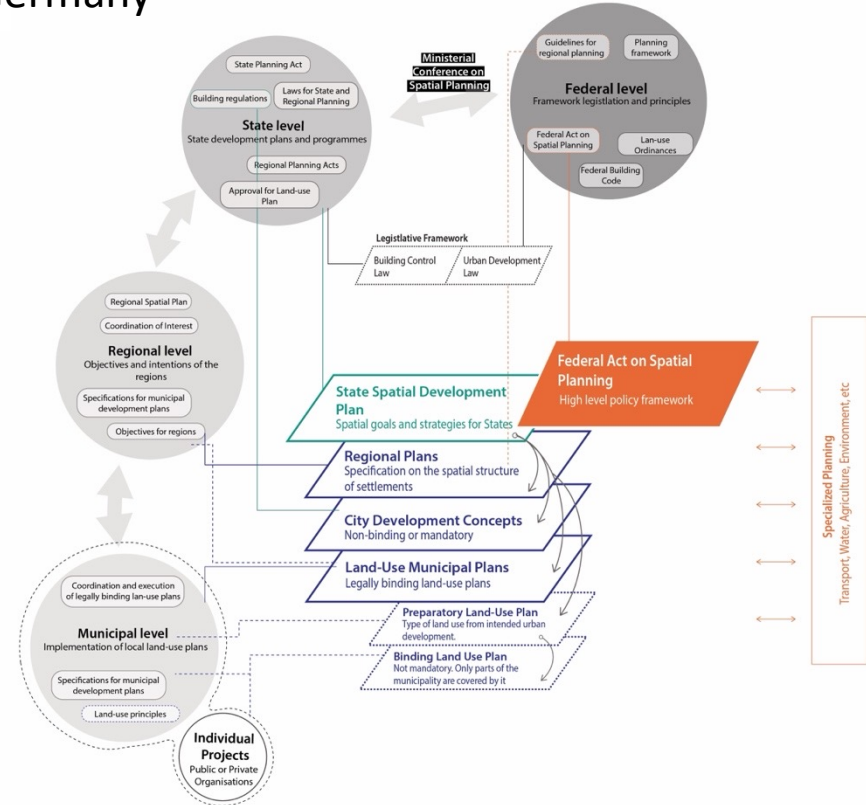 State Planning Act
Building regulations
Laws for State and
Regional Planning
State level
State development plans and programmes
Regional Planning Acts
Approval for Land-use
Plan
Ministerial
Conference on
Spatial Planning
Guidelines for
regional planning
Planning
framework
Federal level
Framework legistlation and principles
Federal Act on
Spatial Planning
Lan-use
Ordinances
Federal Building
Code
Legistlative Framework
Building Control
Law
Urban Development
Law
Regional Spatial Plan
Coordination of Interest
Regional level
Objectives and intentions of the
regions
Specifications for municipal
development plans
Objectives for regions
Federal Act on Spatial
Planning
High level policy framework
State Spatial Development
Plan
Spatial goals and strategies for States
Regional Plans
Specification on the spatial structure
of settlements
City Development Concepts
Non-binding or mandatory
Land-Use Municipal Plans
Legally binding land-use plans
Preparatory Land-Use Plan
Type of land use from intended urban
development.
Binding Land Use Plan
Not mandatory. Only parts of the
municipality are covered by it
Specialized Planning
Transport, Water, Agriculture, Environment, etc
Coordination and execution
of legally binding lan-use plans
Municipal level
Implementation of local land-use plans
Specifications for municipal
development plans
Land-use principles
Individual
Projects
Public or Private
Organisations